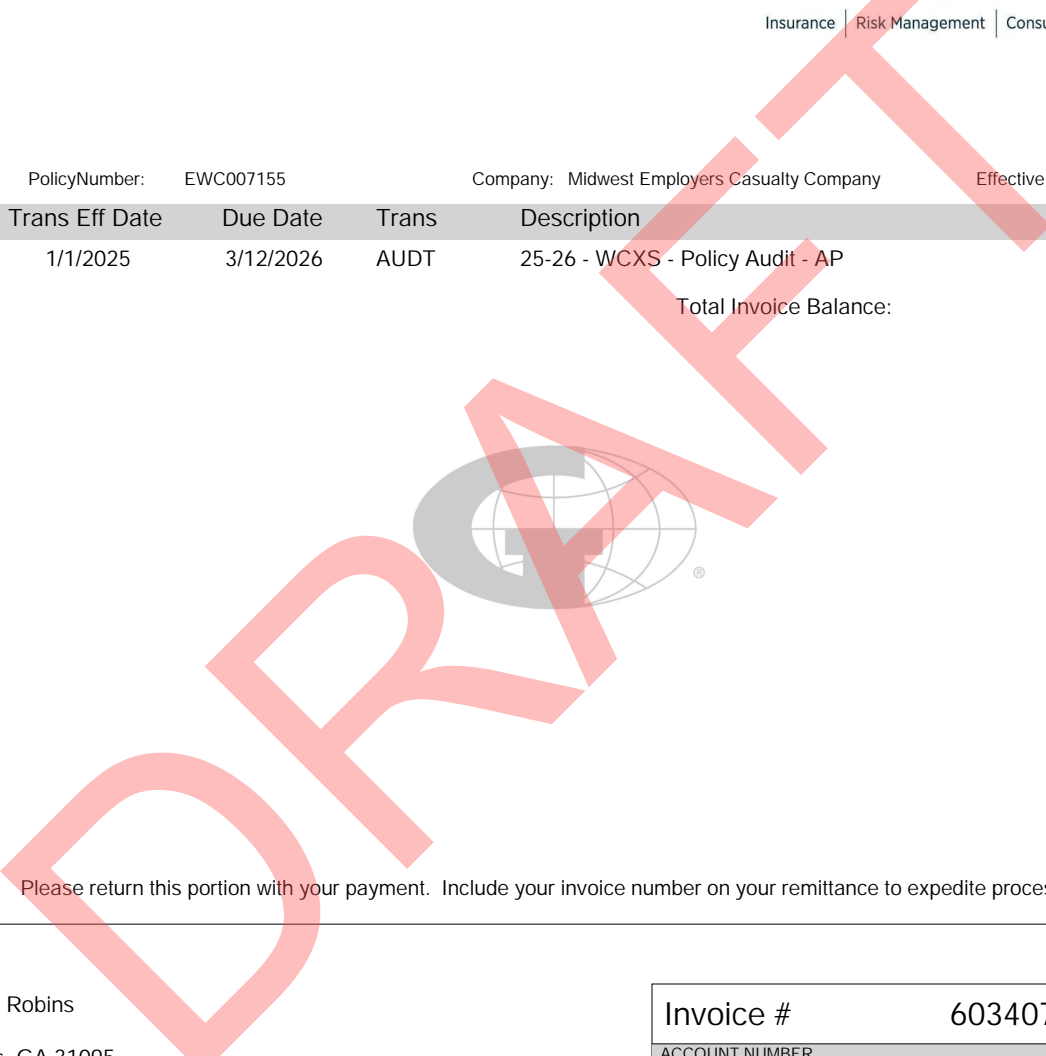 Insurance | Risk Management |
PolicyNumber: EWC007155 Company: Midwest Employers Casualty Company Effective
Trans Eff Date Due Date Trans Description
1/1/2025 3/12/2026 AUDT 25-26 - WCXS - Policy Audit - AP
Total Invoice Balance:
DRAFT
®
Please return this portion with your payment. Include your invoice number on your remittance to expedite
Robins
Invoice # 603407
GA 31095
ACCOUNT NUMBER